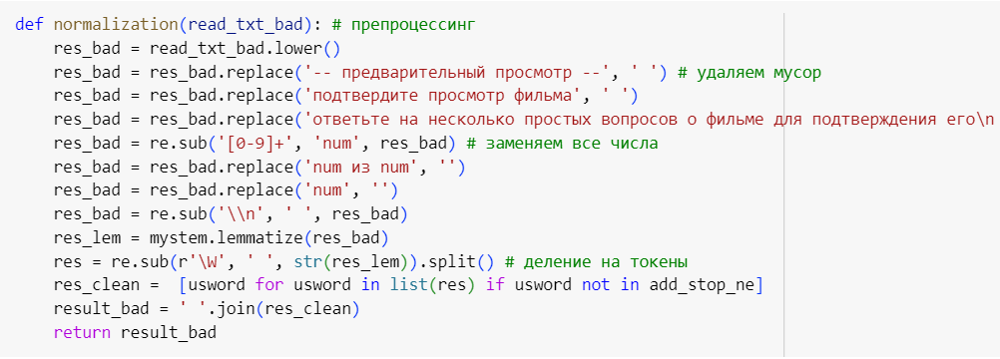 def normalization(read_txt_bad): # препроцессинг
    res_bad = read_txt_bad.lower()
    res_bad = res_bad.replace('-- предварительный просмотр --', ' ') # удаляем мусор
    res_bad = res_bad.replace('подтвердите просмотр фильма', ' ')
    res_bad = res_bad.replace('ответьте на несколько простых вопросов о фильме для подтверждения его\n
    res_bad = re.sub('[0-9]+', 'num', res_bad) # заменяем все числа
    res_bad = res_bad.replace('num из num', '')
    res_bad = res_bad.replace('num', '')
    res_bad = re.sub('\\n', ' ', res_bad)
    res_lem = mystem.lemmatize(res_bad)
    res = re.sub(r'\W', ' ', str(res_lem)).split() # деление на токены
    res_clean =  [usword for usword in list(res) if usword not in add_stop_ne]
    result_bad = ' '.join(res_clean)
    return result_bad